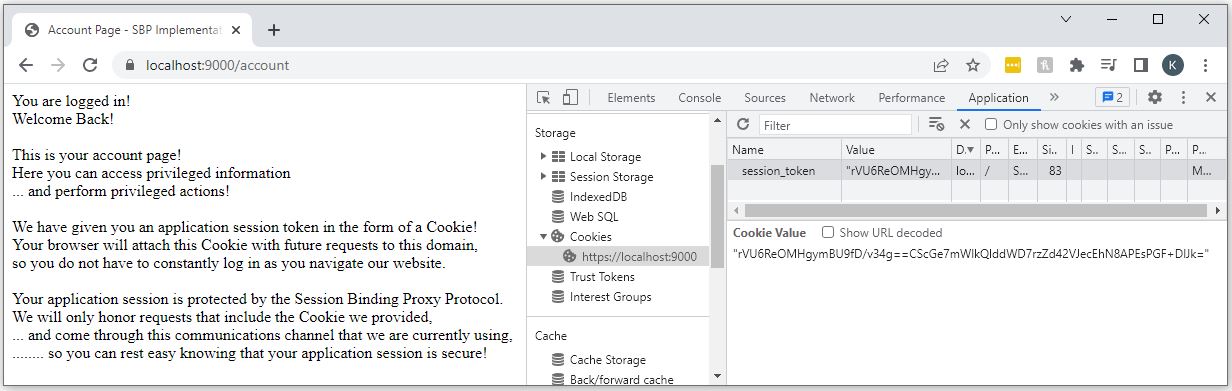 Account Page - SBP Implementat
localhost:9000/account
K
You are logged in!
Welcome Back!
This is your account page!
Here you can access privileged information
... and perform privileged actions!
We have given you an application session token in the form of a Cookie!
Your browser will attach this Cookie with future requests to this domain,
so you do not have to constantly log in as you navigate our website.
Your application session is protected by the Session Binding Proxy Protocol.
We will only honor requests that include the Cookie we provided,
... and come through this communications channel that we are currently using,
........ so you can rest easy knowing that your application session is secure!
Elements Console Sources Network Performance Application » 2
Storage
Local Storage
Session Storage
IndexedDB
Web SQL
Cookies
https://localhost:9000
Trust Tokens
Interest Groups
Cache
Cache Storage
Back/forward cache
Filter Only show cookies with an issue
Name Value D.▼ P... E... Si... I S.. S... S... P... P...
session_token "rVU6ReOMHgy... lo... / S... 83 M...
Cookie Value Show URL decoded
"rVU6ReOMHgymBU9fD/v34g==CScGe7mWlkQIddWD7rzZd42VJecEhN8APEsPGF+DlJk="